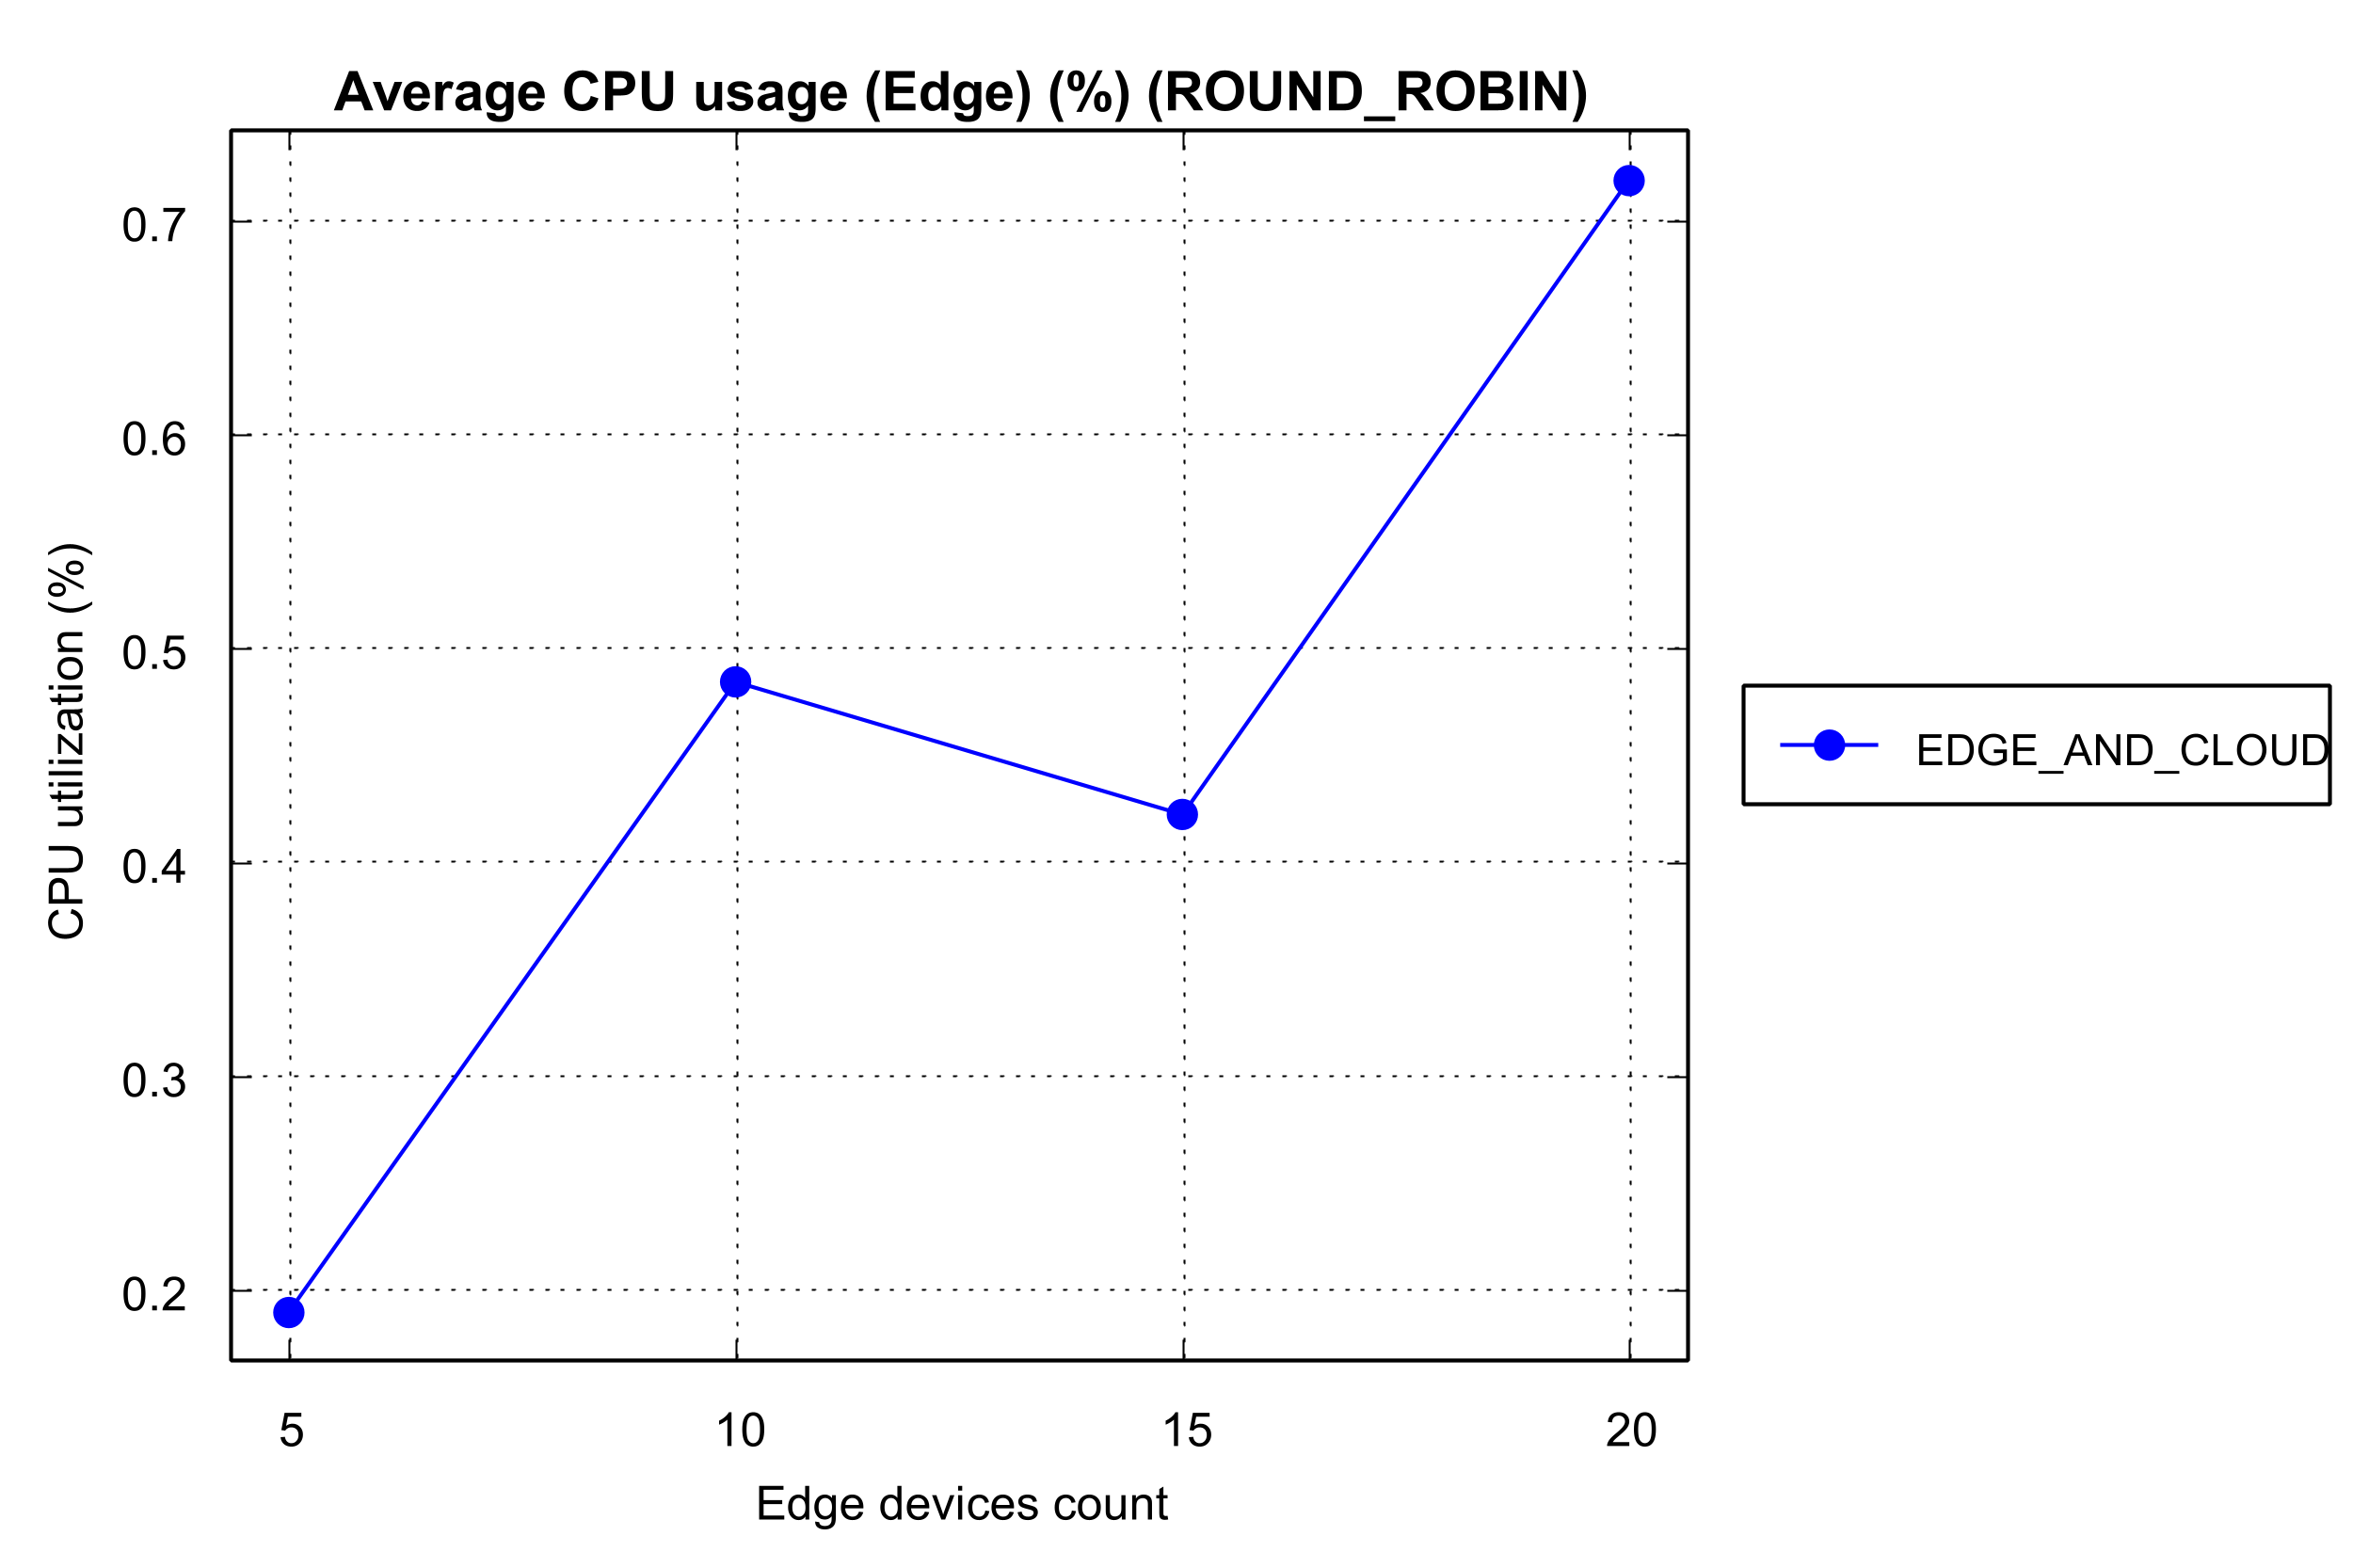 Average CPU usage (Edge) (%) (ROUND_ROBIN)
0.7
0.6
0.5
0.4
0.3
0.2
CPU utilization (%)
5 10 15 20
Edge devices count
EDGE_AND_CLOUD